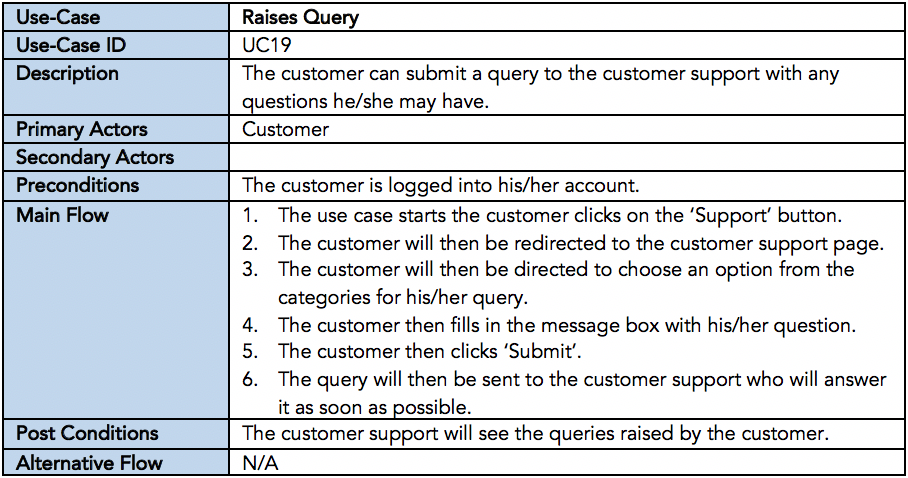 Use-Case Raises Query
Use-Case ID UC19
Description The customer can submit a query to the customer support with any
questions he/she may have.
Primary Actors Customer
Secondary Actors
Preconditions The customer is logged into his/her account.
Main Flow 1. The use case starts the customer clicks on the ‘Support’ button.
2. The customer will then be redirected to the customer support page.
3. The customer will then be directed to choose an option from the
categories for his/her query.
4. The customer then fills in the message box with his/her question.
5. The customer then clicks ‘Submit’.
6. The query will then be sent to the customer support who will answer
it as soon as possible.
Post Conditions The customer support will see the queries raised by the customer.
Alternative Flow N/A